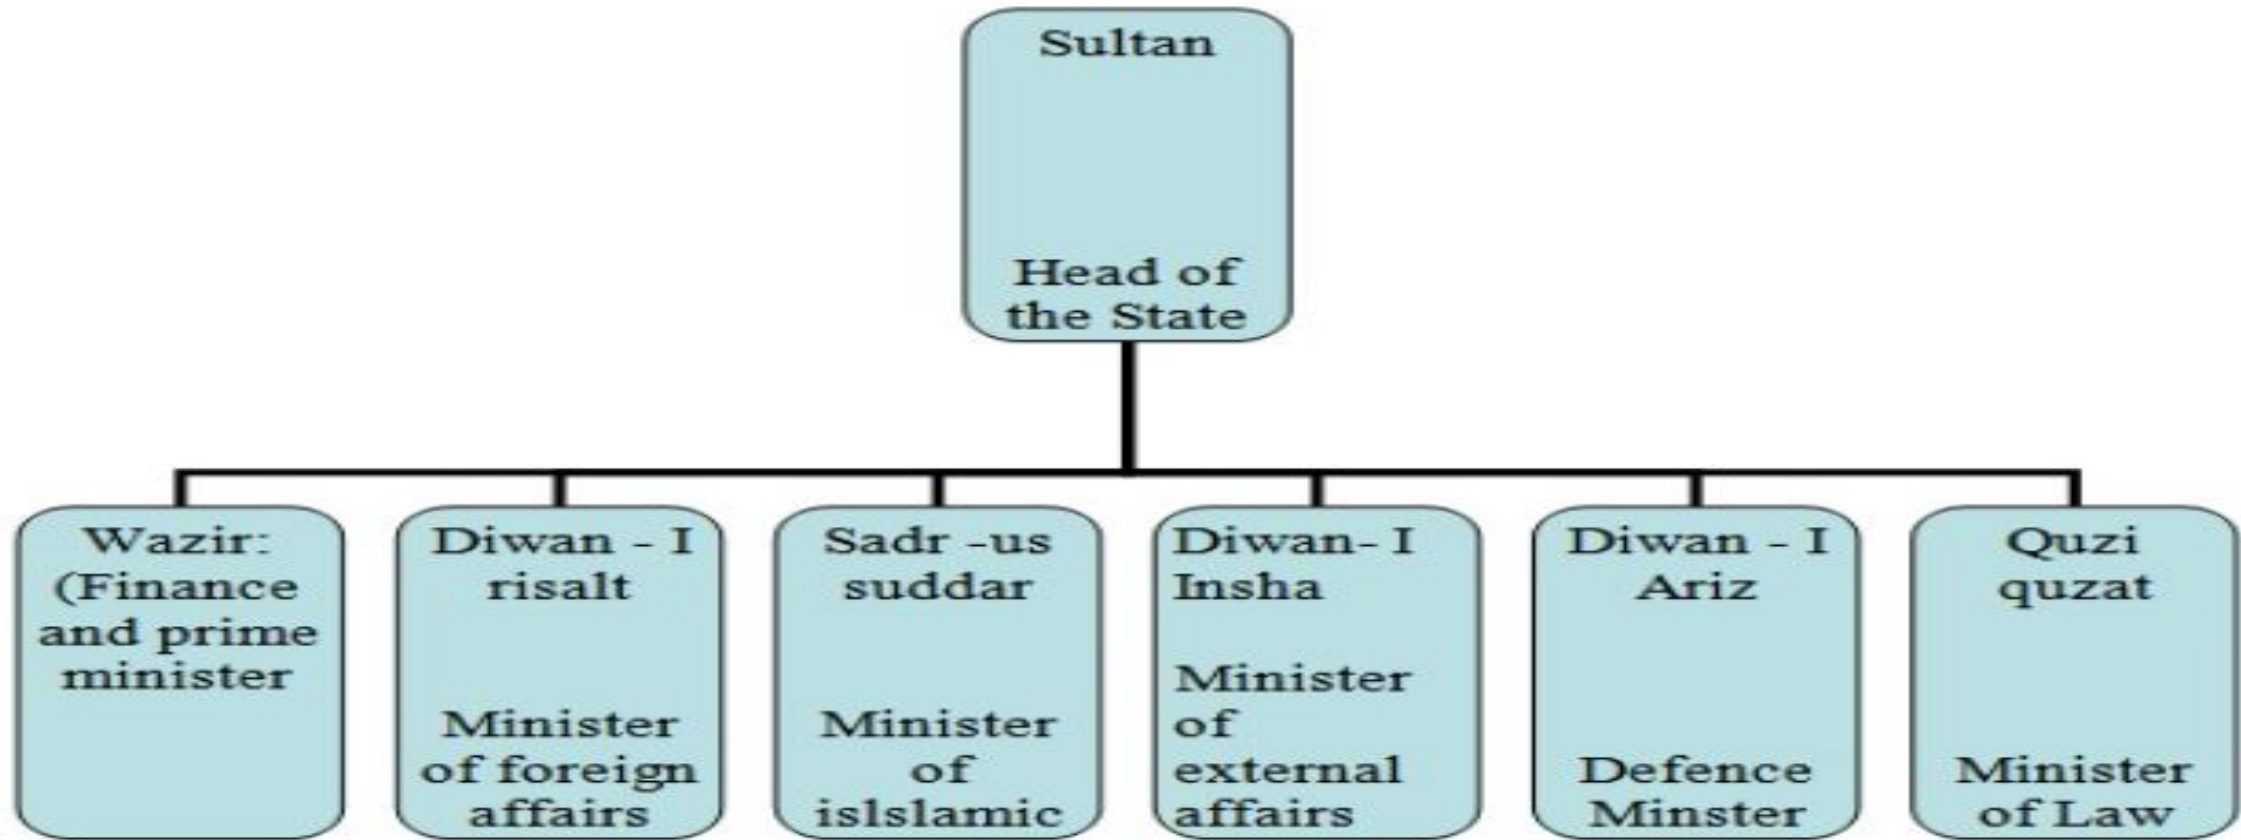 Sultan
Head of
the State
Wazir:
(Finance
and prime
minister
Diwan - I
risalt
Minister
of foreign
affairs
Sadr -us
suddar
Minister
of
islslamic
Diwan- I
Insha
Minister
of
external
affairs
Diwan - I
Ariz
Defence
Minster
Quzi
quzat
Minister
of Law